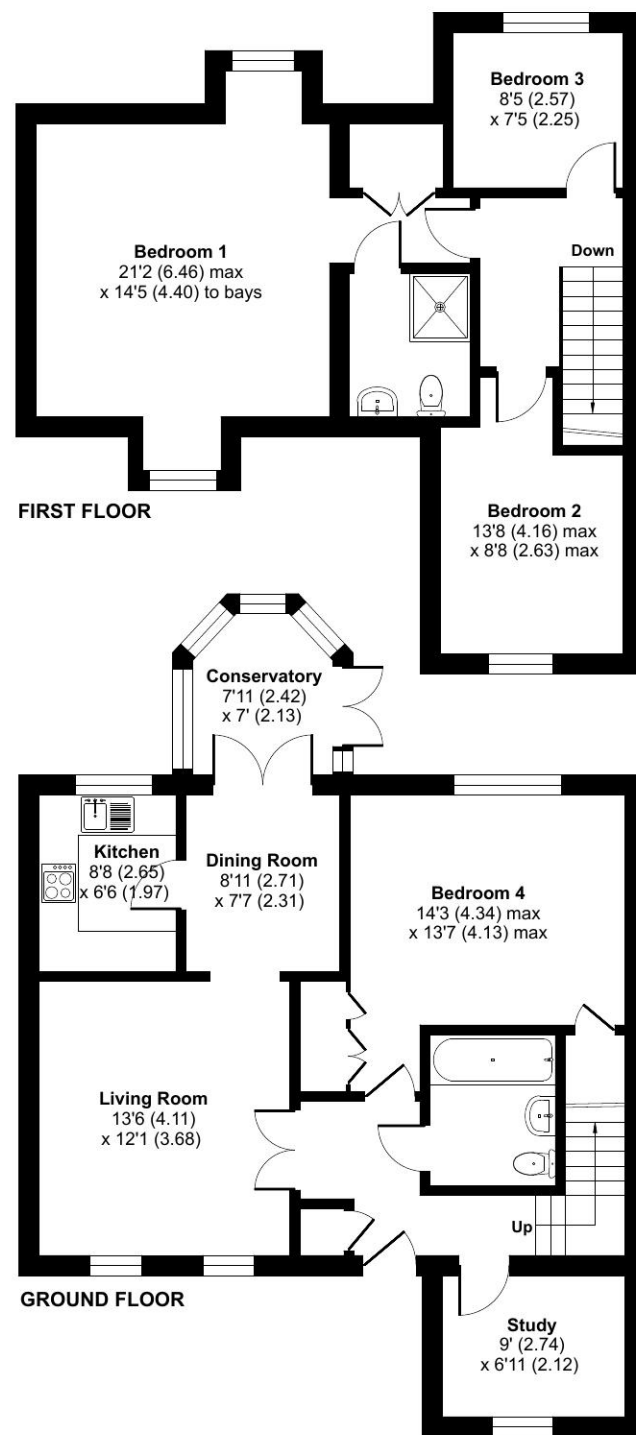 Bedroom 3
8'5 (2.57)
x 7'5 (2.25)
Bedroom 1
21'2 (6.46) max
x 14'5 (4.40) to bays
Down
Bedroom 2
13'8 (4.16) max
x 8'8 (2.63) max
FIRST FLOOR
Conservatory
7'11 (2.42)
x 7' (2.13)
Kitchen
8'8 (2.65)
x 6'6 (1.97)
Dining Room
8'11 (2.71)
x 7'7 (2.31)
Bedroom 4
14'3 (4.34) max
x 13'7 (4.13) max
Living Room
13'6 (4.11)
x 12'1 (3.68)
Up
GROUND FLOOR
Study
9' (2.74)
x 6'11 (2.12)